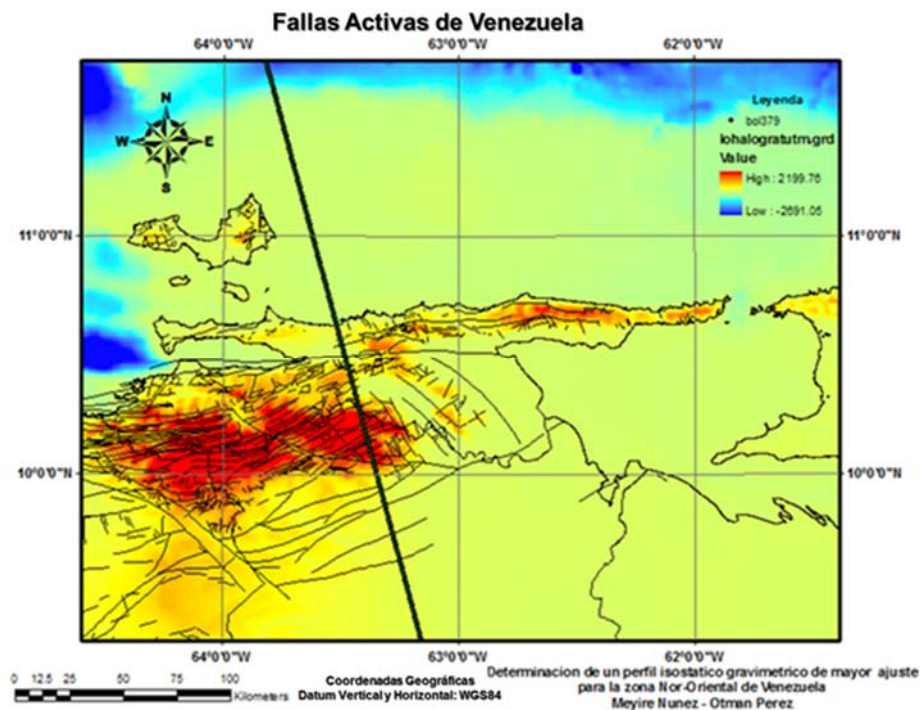 Fallas Activas de Venezuela
64°0'0"W 63°0'0"W 62°0'0"W
N
W E
S
Leyenda
bol379
lohalogratutm.grd
Value
High : 2199.76
Low : -2691.05
11°0'0"N 11°0'0"N
10°0'0"N 10°0'0"N
64°0'0"W 63°0'0"W 62°0'0"W
0 12.5 25 50 75 100
Kilometers
Coordenadas Geográficas
Datum Vertical y Horizontal: WGS84
Determinacion de un perfil isostatico gravimetrico de mayor ajuste
para la zona Nor-Oriental de Venezuela
Meyire Nunez - Otman Perez